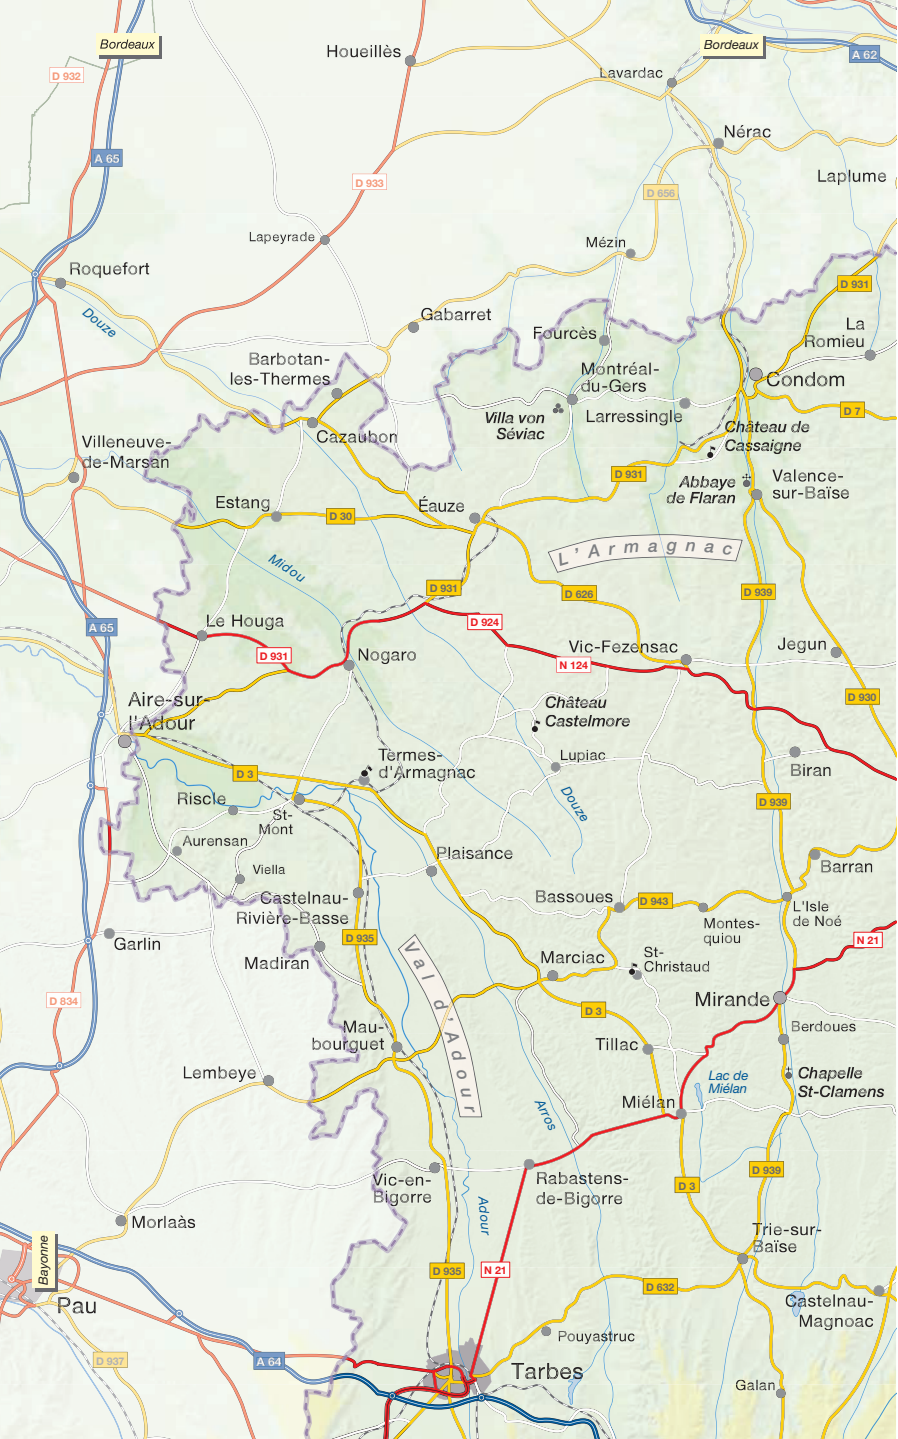 Bordeaux
Bordeaux
Houeillès
A 62
D 932
Lavardac
Nérac
A 65
Laplume
D 933
D 656
Lapeyrade
Mézin
Roquefort
D 931
Douze
Gabarret
Fourcès
La
Romieu
Barbotan-
les-Thermes
Montréal-
du-Gers
Condom
Villa von
Séviac
Larressingle
D 7
Cazaubon
Château de
Cassaigne
Villeneuve-
de-Marsan
D 931
Abbaye
de Flaran
Valence-
sur-Baïse
Estang
D 30
Éauze
L'Armagnac
Midou
D 931
D 626
D 939
Le Houga
A 65
D 924
D 931
Nogaro
N 124
Vic-Fezensac
Jegun
Aire-sur-
l'Adour
Château
Castelmore
D 930
Termes-
d'Armagnac
Lupiac
Biran
D 3
Riscle
St-
Mont
Douze
D 939
Aurensan
Plaisance
Viella
Barran
Castelnau-
Rivière-Basse
Bassoues
D 943
L'Isle
de Noé
Montes-
quiou
Garlin
D 935
Madiran
Val d'Adour
Marciac
St-
Christaud
N 21
D 834
Mirande
D 3
Mau-
bourguet
Berdoues
Tillac
Lembeye
Lac de
Miélan
Chapelle
St-Clamens
Miélan
Arros
D 939
Vic-en-
Bigorre
Rabastens-
de-Bigorre
D 3
Morlaàs
Adour
Trie-sur-
Baïse
Bayonne
D 935
N 21
D 632
Pau
Castelnau-
Magnoac
Pouyastruc
D 937
A 64
Tarbes
Galan